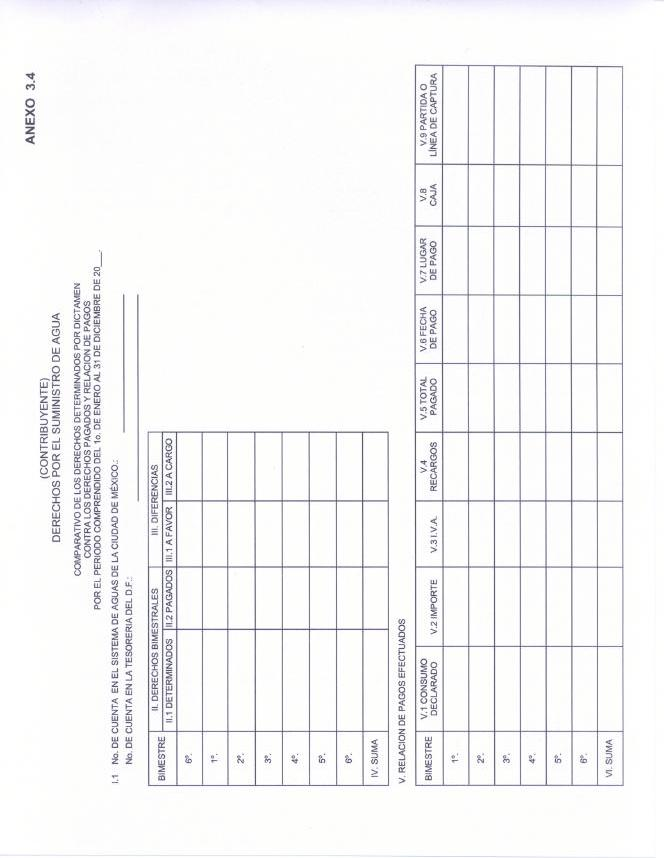 ANEXO 3.4
(CONTRIBUYENTE)
DERECHOS POR EL SUMINISTRO DE AGUA
COMPARATIVO DE LOS DERECHOS DETERMINADOS POR DICTAMEN
CONTRA LOS DERECHOS PAGADOS Y RELACION DE PAGOS
POR EL PERIODO COMPRENDIDO DEL 1o. DE ENERO AL 31 DE DICIEMBRE DE 20___.
I.1 No. DE CUENTA EN EL SISTEMA DE AGUAS DE LA CIUDAD DE MÉXICO.:
No. DE CUENTA EN LA TESORERIA DEL D.F.:
BIMESTRE II. DERECHOS BIMESTRALES III. DIFERENCIAS
II.1 DETERMINADOS II.2 PAGADOS III.1 A FAVOR III.2 A CARGO
6º.
1º.
2º.
3º.
4º.
5º.
6º.
IV. SUMA
V. RELACION DE PAGOS EFECTUADOS
BIMESTRE V.1 CONSUMO DECLARADO V.2 IMPORTE V.3 I.V.A. V.4 RECARGOS V.5 TOTAL PAGADO V.6 FECHA DE PAGO V.7 LUGAR DE PAGO V.8 CAJA V.9 PARTIDA O LÍNEA DE CAPTURA
1º.
2º.
3º.
4º.
5º.
6º.
VI. SUMA